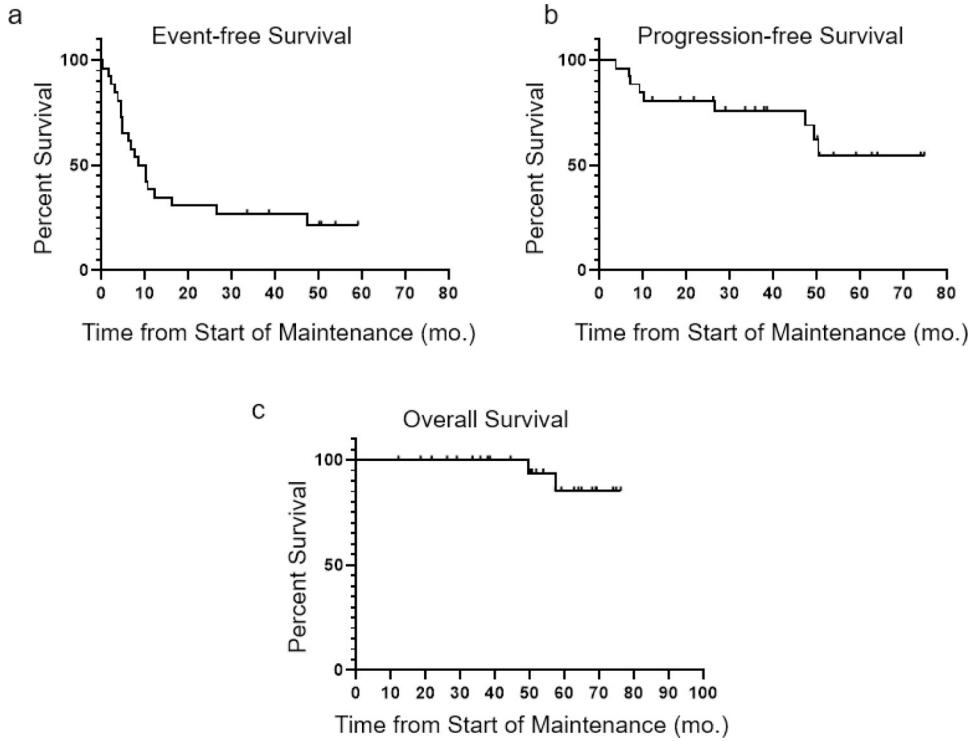 a
Event-free Survival
Percent Survival
100
50
0
0 10 20 30 40 50 60 70 80
Time from Start of Maintenance (mo.)
b
Progression-free Survival
Percent Survival
100
50
0
0 10 20 30 40 50 60 70 80
Time from Start of Maintenance (mo.)
c
Overall Survival
Percent Survival
100
50
0
0 10 20 30 40 50 60 70 80 90 100
Time from Start of Maintenance (mo.)